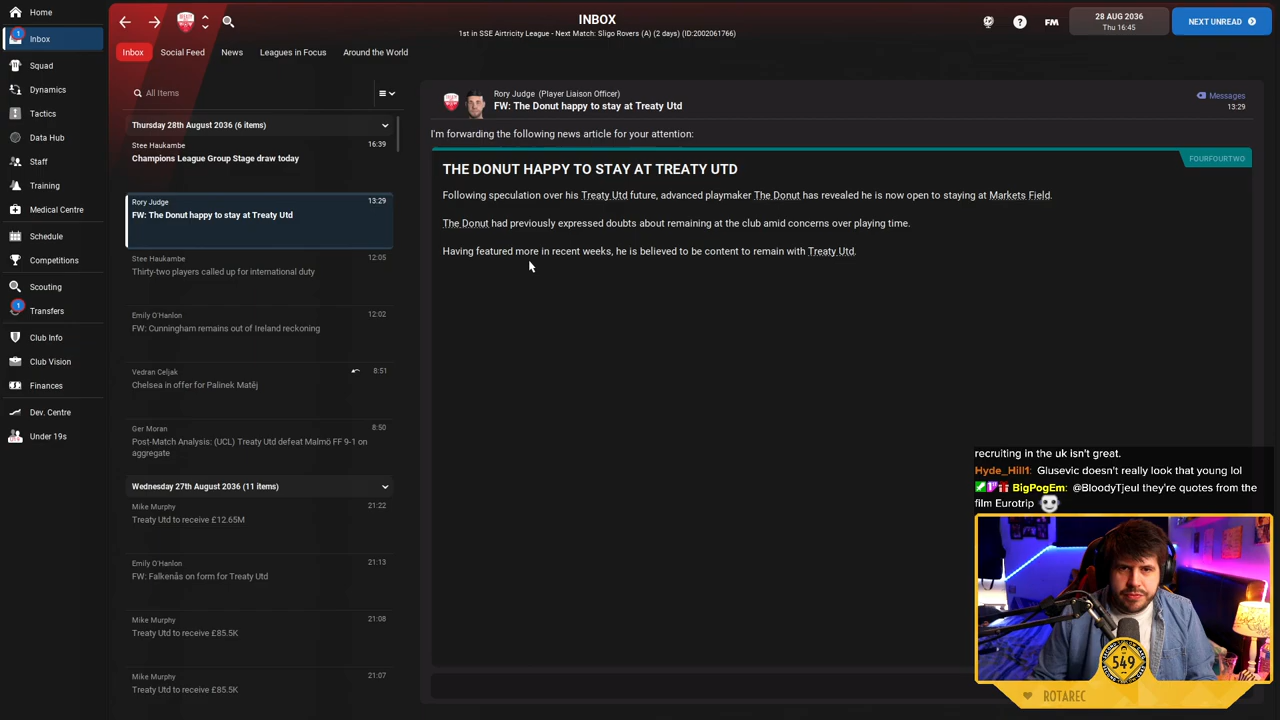 Home
1
Inbox
Squad
Dynamics
Tactics
Data Hub
Staff
Training
Medical Centre
Schedule
Competitions
Scouting
1
Transfers
Club Info
Club Vision
Finances
Dev. Centre
Under 19s
INBOX
1st in SSE Airtricity League - Next Match: Sligo Rovers (A) (2 days) (ID:2002061766)
?
FM
28 AUG 2036
Thu 16:45
NEXT UNREAD
Inbox
Social Feed
News
Leagues in Focus
Around the World
All Items
Thursday 28th August 2036 (6 items)
Stee Haukambe
16:39
Champions League Group Stage draw today
Rory Judge
13:29
FW: The Donut happy to stay at Treaty Utd
Stee Haukambe
12:05
Thirty-two players called up for international duty
Emily O'Hanlon
12:02
FW: Cunningham remains out of Ireland reckoning
Vedran Celjak
8:51
Chelsea in offer for Palinek Matěj
Ger Moran
8:50
Post-Match Analysis: (UCL) Treaty Utd defeat Malmö FF 9-1 on
aggregate
Wednesday 27th August 2036 (11 items)
Mike Murphy
21:22
Treaty Utd to receive £12.65M
Emily O'Hanlon
21:13
FW: Falkenås on form for Treaty Utd
Mike Murphy
21:08
Treaty Utd to receive £85.5K
Mike Murphy
21:07
Treaty Utd to receive £85.5K
Rory Judge (Player Liaison Officer)
FW: The Donut happy to stay at Treaty Utd
Messages
13:29
I'm forwarding the following news article for your attention:
FOURFOURTWO
THE DONUT HAPPY TO STAY AT TREATY UTD
Following speculation over his Treaty Utd future, advanced playmaker The Donut has revealed he is now open to staying at Markets Field.
The Donut had previously expressed doubts about remaining at the club amid concerns over playing time.
Having featured more in recent weeks, he is believed to be content to remain with Treaty Utd.
recruiting in the uk isn't great.
Hyde_Hill1: Glusevic doesn't really look that young lol
BigPogEm: @BloodyTjeul they're quotes from the
film Eurotrip
549
ROTAREC